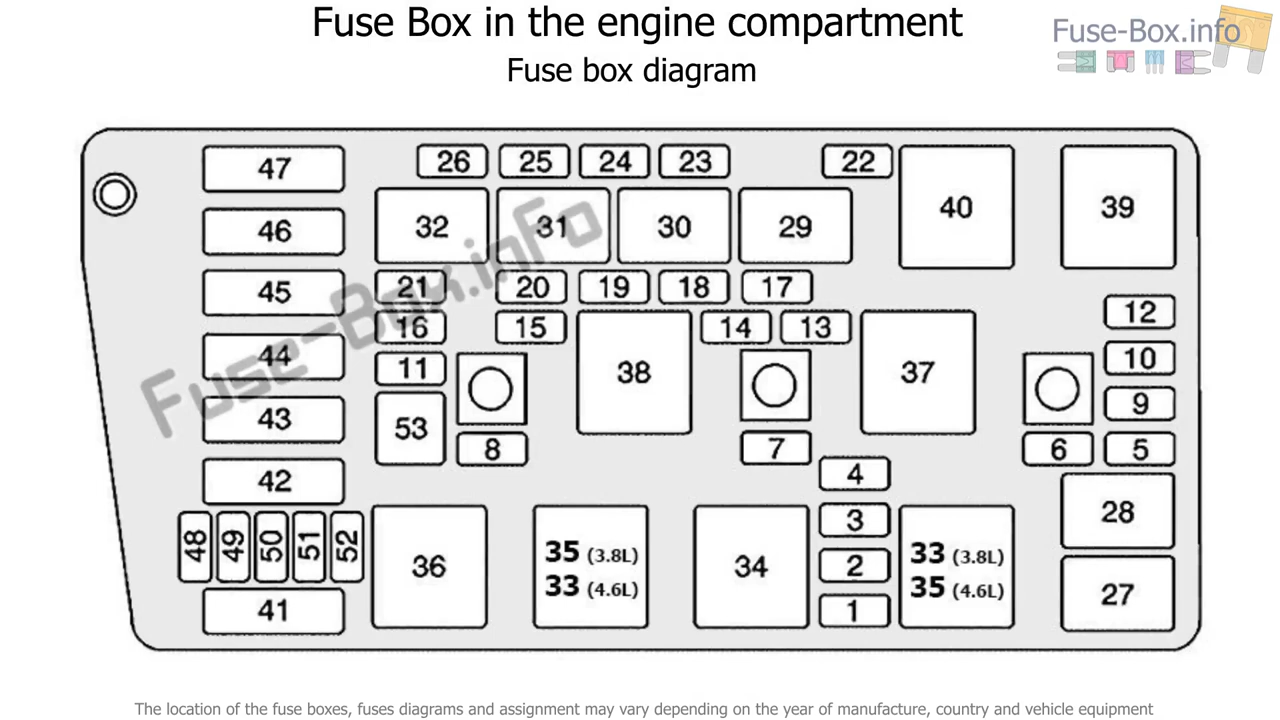 Fuse Box in the engine compartment
Fuse box diagram
Fuse-Box.info
47 26 25 24 23 22
40 39
46 32 31 30 29
45 21 20 19 18 17
12
16 15 14 13
44 11 38 37 10
9
43 53
8 7 6 5
4
42
28
3
48 49 50 51 52
36
35 (3.8L)
33 (4.6L)
34
2
33 (3.8L)
35 (4.6L)
27
41
1
Fuse-Box.inFo
The location of the fuse boxes, fuses diagrams and assignment may vary depending on the year of manufacture, country and vehicle equipment